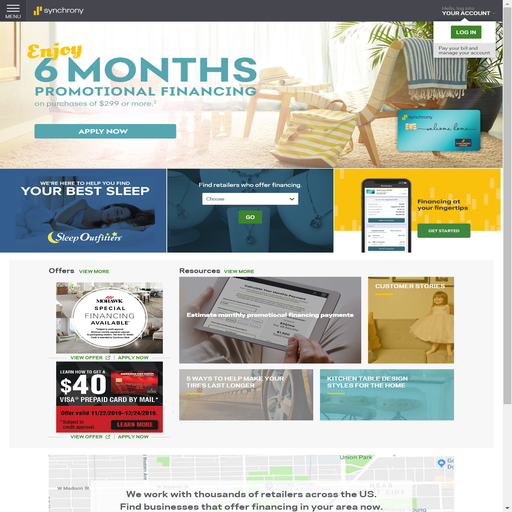 MENU
synchrony
Hello, log into
YOUR ACCOUNT
LOG IN
Pay your bill and
manage your account
Enjoy
6 MONTHS
PROMOTIONAL FINANCING
on purchases of $299 or more.²
APPLY NOW
synchrony
welcome home
WE'RE HERE TO HELP YOU FIND
YOUR BEST SLEEP
Sleep Outfitters
Find retailers who offer financing.
Choose
GO
Financing at
your fingertips
GET STARTED
Offers VIEW MORE
MOHAWK
SPECIAL
FINANCING
AVAILABLE*
VIEW OFFER | APPLY NOW
LEARN HOW TO GET A
$40
VISA® PREPAID CARD BY MAIL.*
Offer valid 11/22/2019–12/24/2019.
*Subject to
credit approval.
LEARN MORE
VIEW OFFER | APPLY NOW
Resources VIEW MORE
Estimate monthly promotional financing payments
CUSTOMER STORIES
5 WAYS TO HELP MAKE YOUR
TIRES LAST LONGER
KITCHEN TABLE DESIGN
STYLES FOR THE HOME
Union Park
W Madison St
We work with thousands of retailers across the US.
Find businesses that offer financing in your area now.